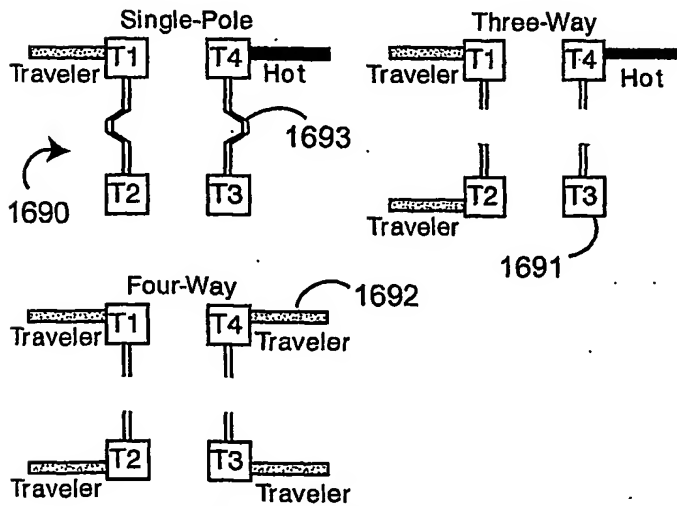 Single-Pole
T1
T4
Traveler
Hot
1693
1690
T2
T3
Three-Way
T1
T4
Hot
T2
T3
Traveler
1691
Four-Way
1692
T1
T4
Traveler
Traveler
T2
T3
Traveler
Traveler